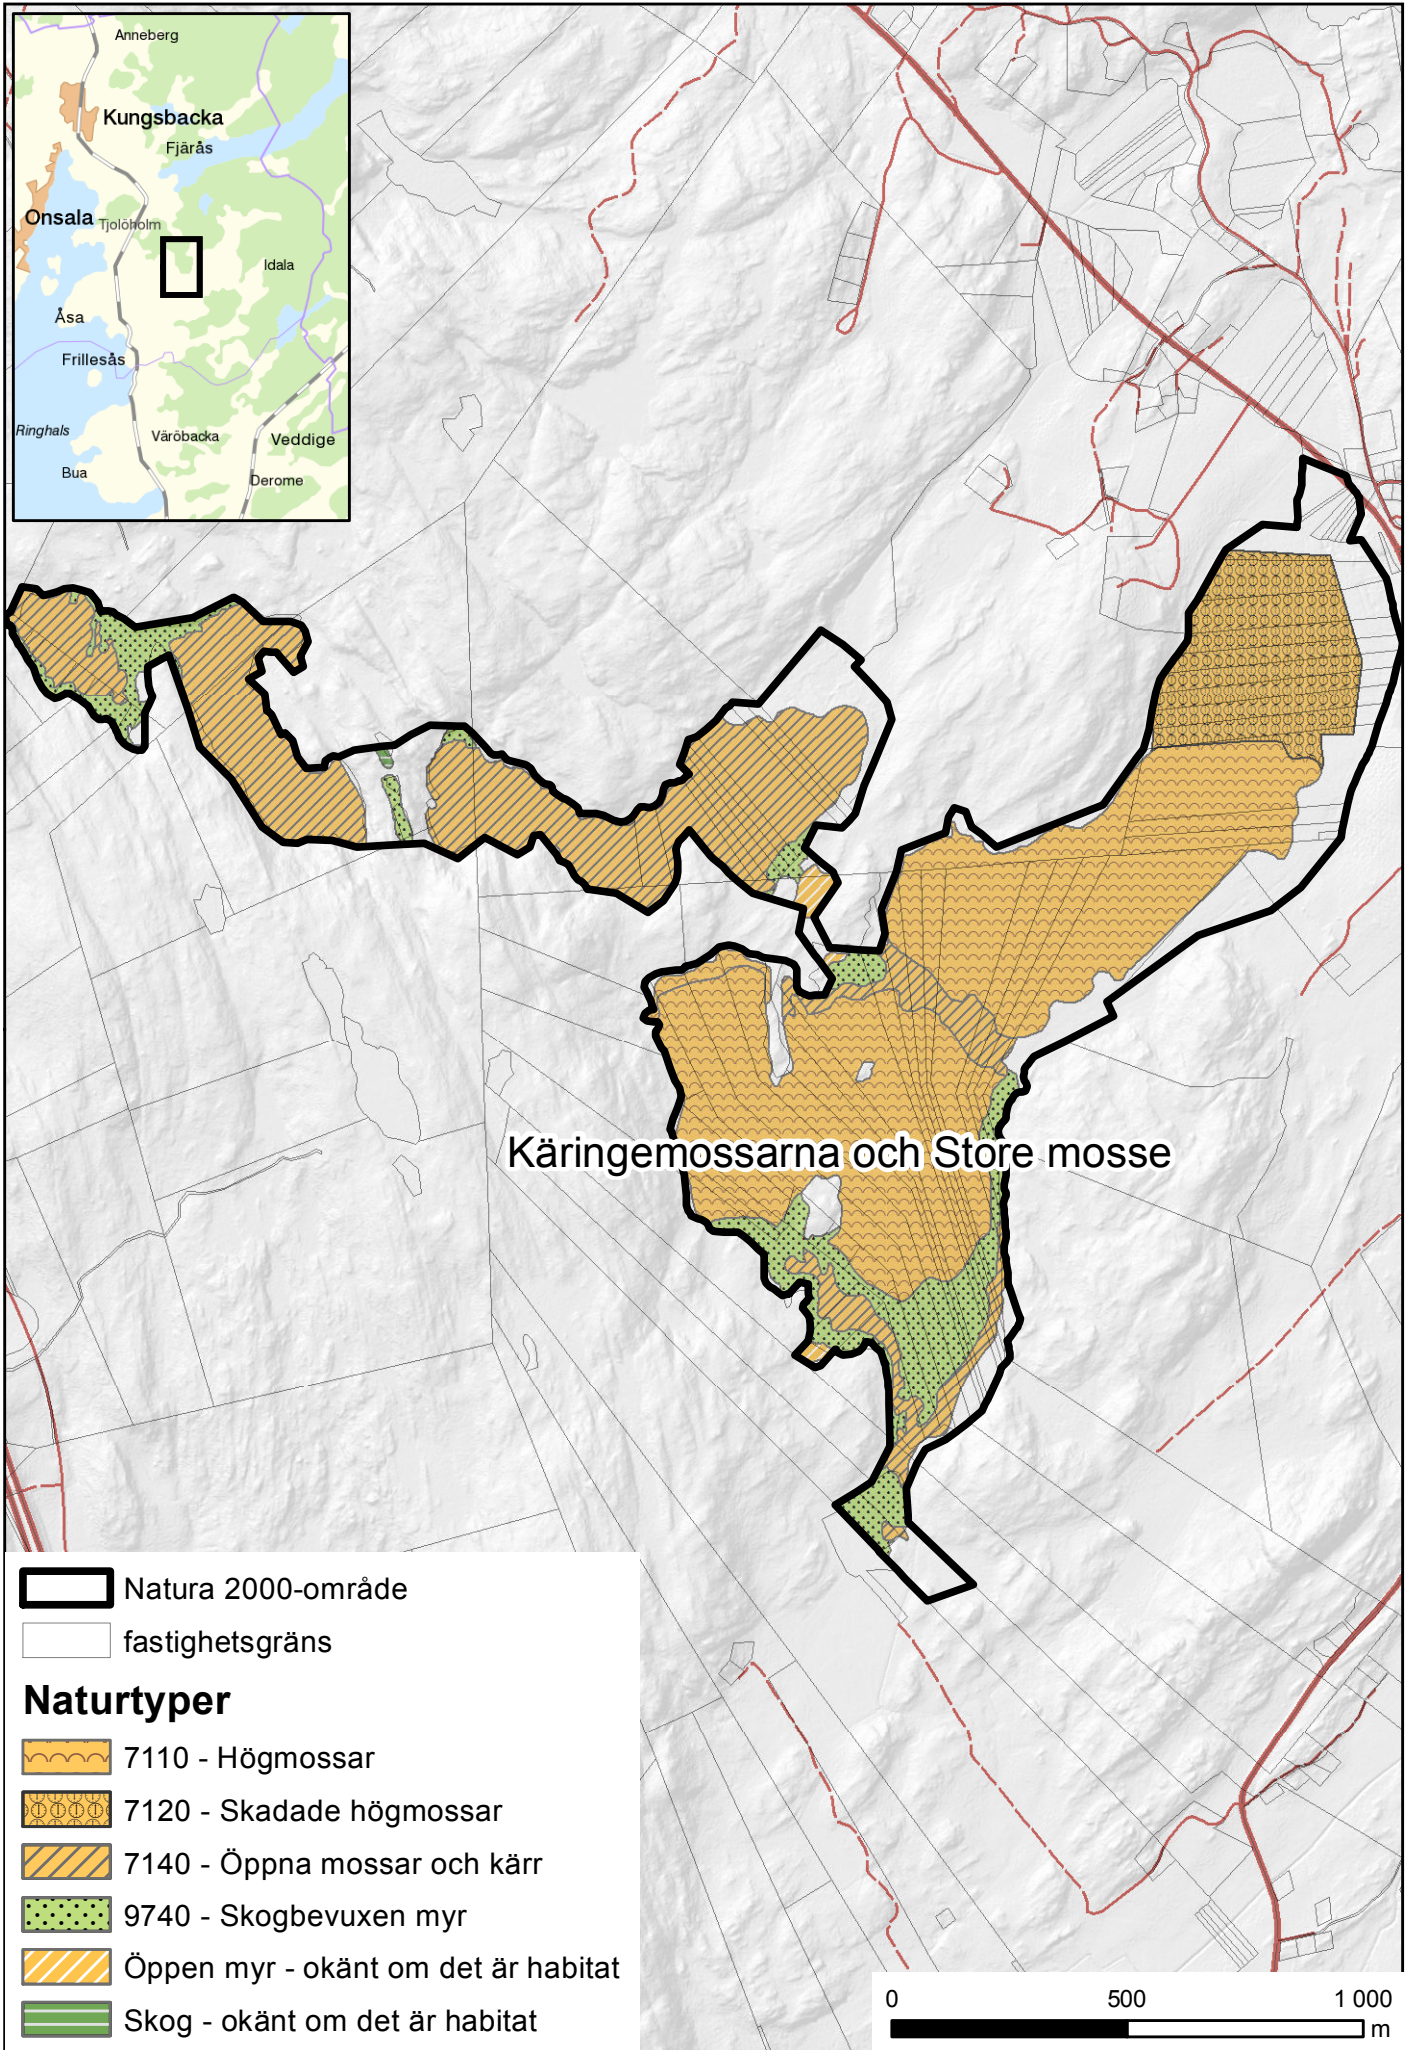 Anneberg
Kungsbacka
Fjärås
Onsala
Tjolöholm
Idala
Åsa
Frillesås
Ringhals
Väröbacka
Veddige
Bua
Derome
Käringemossarna och Store mosse
Natura 2000-område
fastighetsgräns
Naturtyper
7110 - Högmossar
7120 - Skadade högmossar
7140 - Öppna mossar och kärr
9740 - Skogbevuxen myr
Öppen myr - okänt om det är habitat
Skog - okänt om det är habitat
0 500 1 000
m